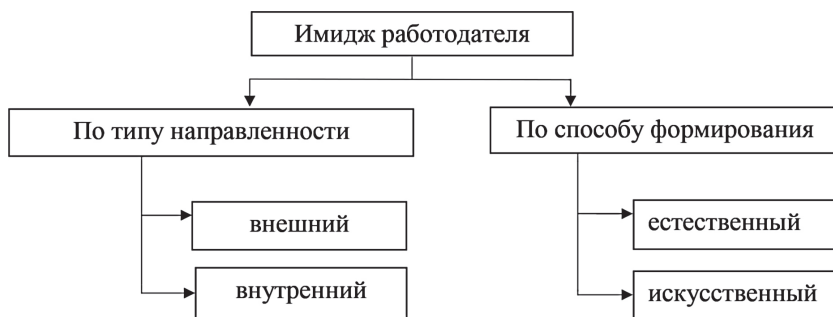 Имидж работодателя
По типу направленности
По способу формирования
внешний
естественный
внутренний
искусственный